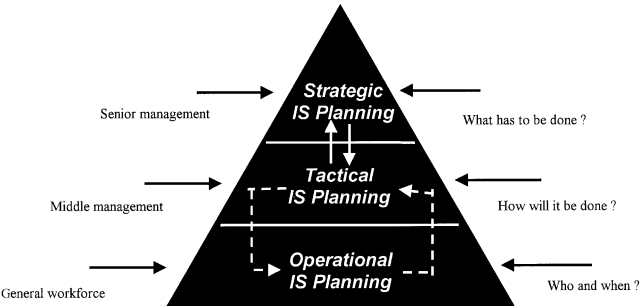 Strategic
IS Planning
Senior management
What has to be done ?
Tactical
IS Planning
Middle management
How will it be done ?
Operational
IS Planning
General workforce
Who and when ?